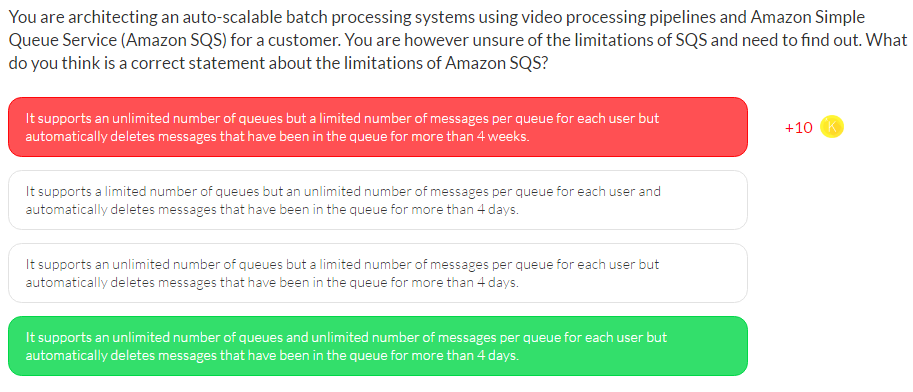 You are architecting an auto-scalable batch processing systems using video processing pipelines and Amazon Simple
Queue Service (Amazon SQS) for a customer. You are however unsure of the limitations of SQS and need to find out. What
do you think is a correct statement about the limitations of Amazon SQS?
It supports an unlimited number of queues but a limited number of messages per queue for each user but
automatically deletes messages that have been in the queue for more than 4 weeks.
+10 K
It supports a limited number of queues but an unlimited number of messages per queue for each user and
automatically deletes messages that have been in the queue for more than 4 days.
It supports an unlimited number of queues but a limited number of messages per queue for each user but
automatically deletes messages that have been in the queue for more than 4 days.
It supports an unlimited number of queues and unlimited number of messages per queue for each user but
automatically deletes messages that have been in the queue for more than 4 days.